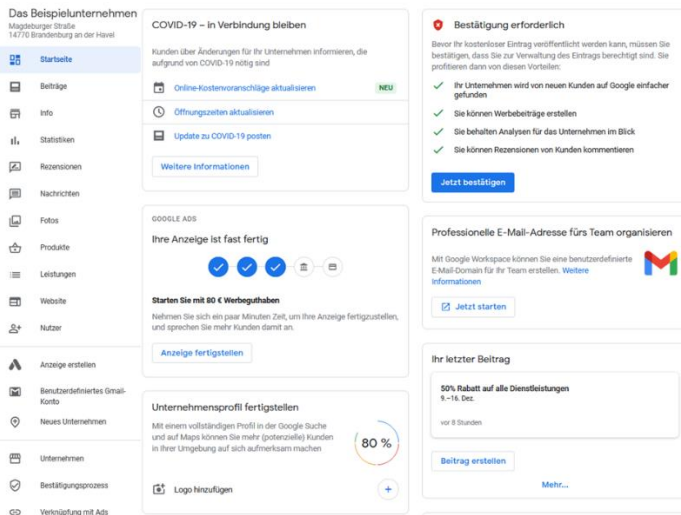 Das Beispielunternehmen
Magdeburger Straße
14770 Brandenburg an der Havel
Startseite
Beiträge
Info
Statistiken
Rezensionen
Nachrichten
Fotos
Produkte
Leistungen
Website
Nutzer
Anzeige erstellen
Benutzerdefiniertes Gmail-
Konto
Neues Unternehmen
Unternehmen
Bestätigungsprozess
Verknüpfung mit Ads
COVID-19 – in Verbindung bleiben
Kunden über Änderungen für Ihr Unternehmen informieren, die
aufgrund von COVID-19 nötig sind
Online-Kostenvoranschläge aktualisieren NEU
Öffnungszeiten aktualisieren
Update zu COVID-19 posten
Weitere Informationen
GOOGLE ADS
Ihre Anzeige ist fast fertig
Starten Sie mit 80 € Werbeguthaben
Nehmen Sie sich ein paar Minuten Zeit, um Ihre Anzeige fertigzustellen,
und sprechen Sie mehr Kunden damit an.
Anzeige fertigstellen
Unternehmensprofil fertigstellen
Mit einem vollständigen Profil in der Google Suche
und auf Maps können Sie mehr (potenzielle) Kunden
in Ihrer Umgebung auf sich aufmerksam machen
80 %
Logo hinzufügen
Bestätigung erforderlich
Bevor Ihr kostenloser Eintrag veröffentlicht werden kann, müssen Sie
bestätigen, dass Sie zur Verwaltung des Eintrags berechtigt sind. Sie
profitieren dann von diesen Vorteilen:
Ihr Unternehmen wird von neuen Kunden auf Google einfacher
gefunden
Sie können Werbebeiträge erstellen
Sie behalten Analysen für das Unternehmen im Blick
Sie können Rezensionen von Kunden kommentieren
Jetzt bestätigen
Professionelle E-Mail-Adresse fürs Team organisieren
Mit Google Workspace können Sie eine benutzerdefinierte
E-Mail-Domain für Ihr Team erstellen. Weitere
Informationen
Jetzt starten
Ihr letzter Beitrag
50% Rabatt auf alle Dienstleistungen
9.–16. Dez.
vor 8 Stunden
Beitrag erstellen
Mehr...